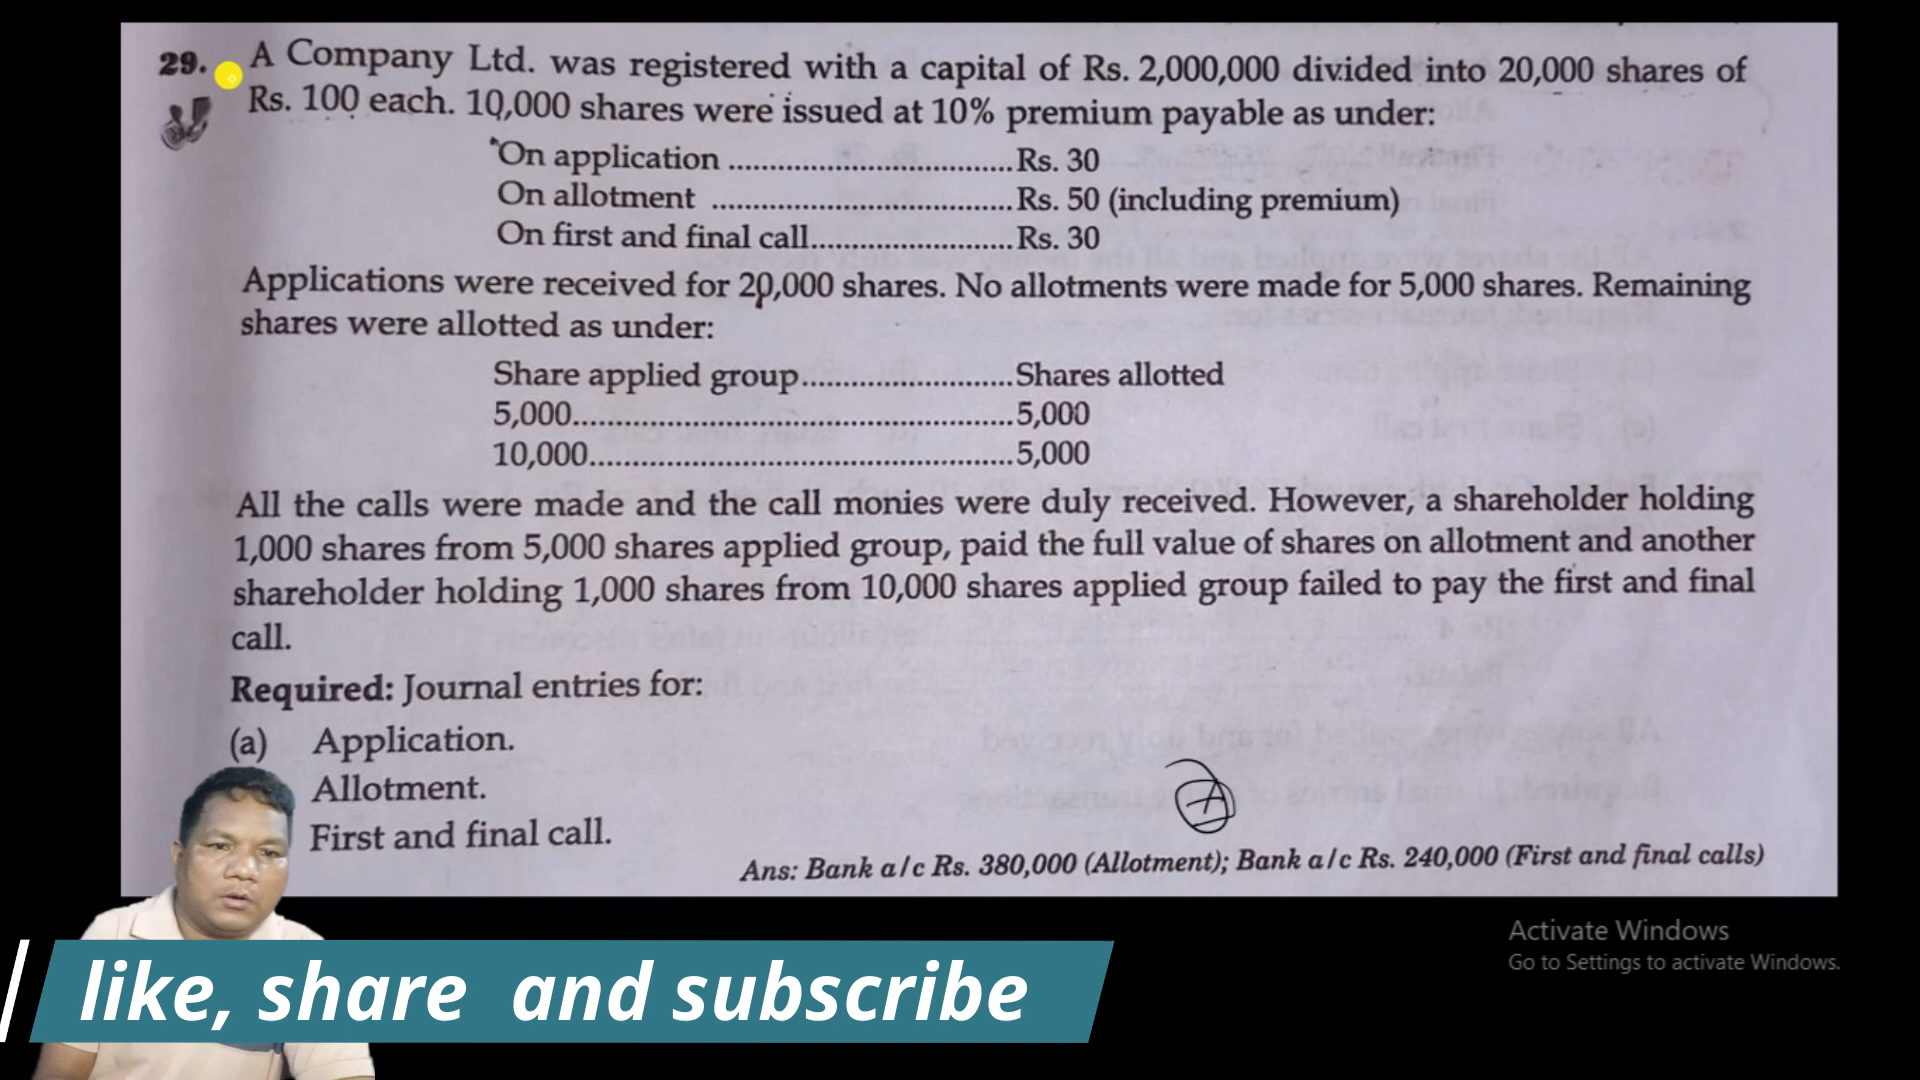 29. A Company Ltd. was registered with a capital of Rs. 2,000,000 divided into 20,000 shares of
Rs. 100 each. 10,000 shares were issued at 10% premium payable as under:
On application ................................... Rs. 30
On allotment ..................................... Rs. 50 (including premium)
On first and final call......................... Rs. 30
Applications were received for 20,000 shares. No allotments were made for 5,000 shares. Remaining
shares were allotted as under:
Share applied group.......................... Shares allotted
5,000...................................................... 5,000
10,000.................................................... 5,000
All the calls were made and the call monies were duly received. However, a shareholder holding
1,000 shares from 5,000 shares applied group, paid the full value of shares on allotment and another
shareholder holding 1,000 shares from 10,000 shares applied group failed to pay the first and final
call.
Required: Journal entries for:
(a) Application.
Allotment.
First and final call.
Ans: Bank a/c Rs. 380,000 (Allotment); Bank a/c Rs. 240,000 (First and final calls)
Activate Windows
Go to Settings to activate Windows.
like, share and subscribe